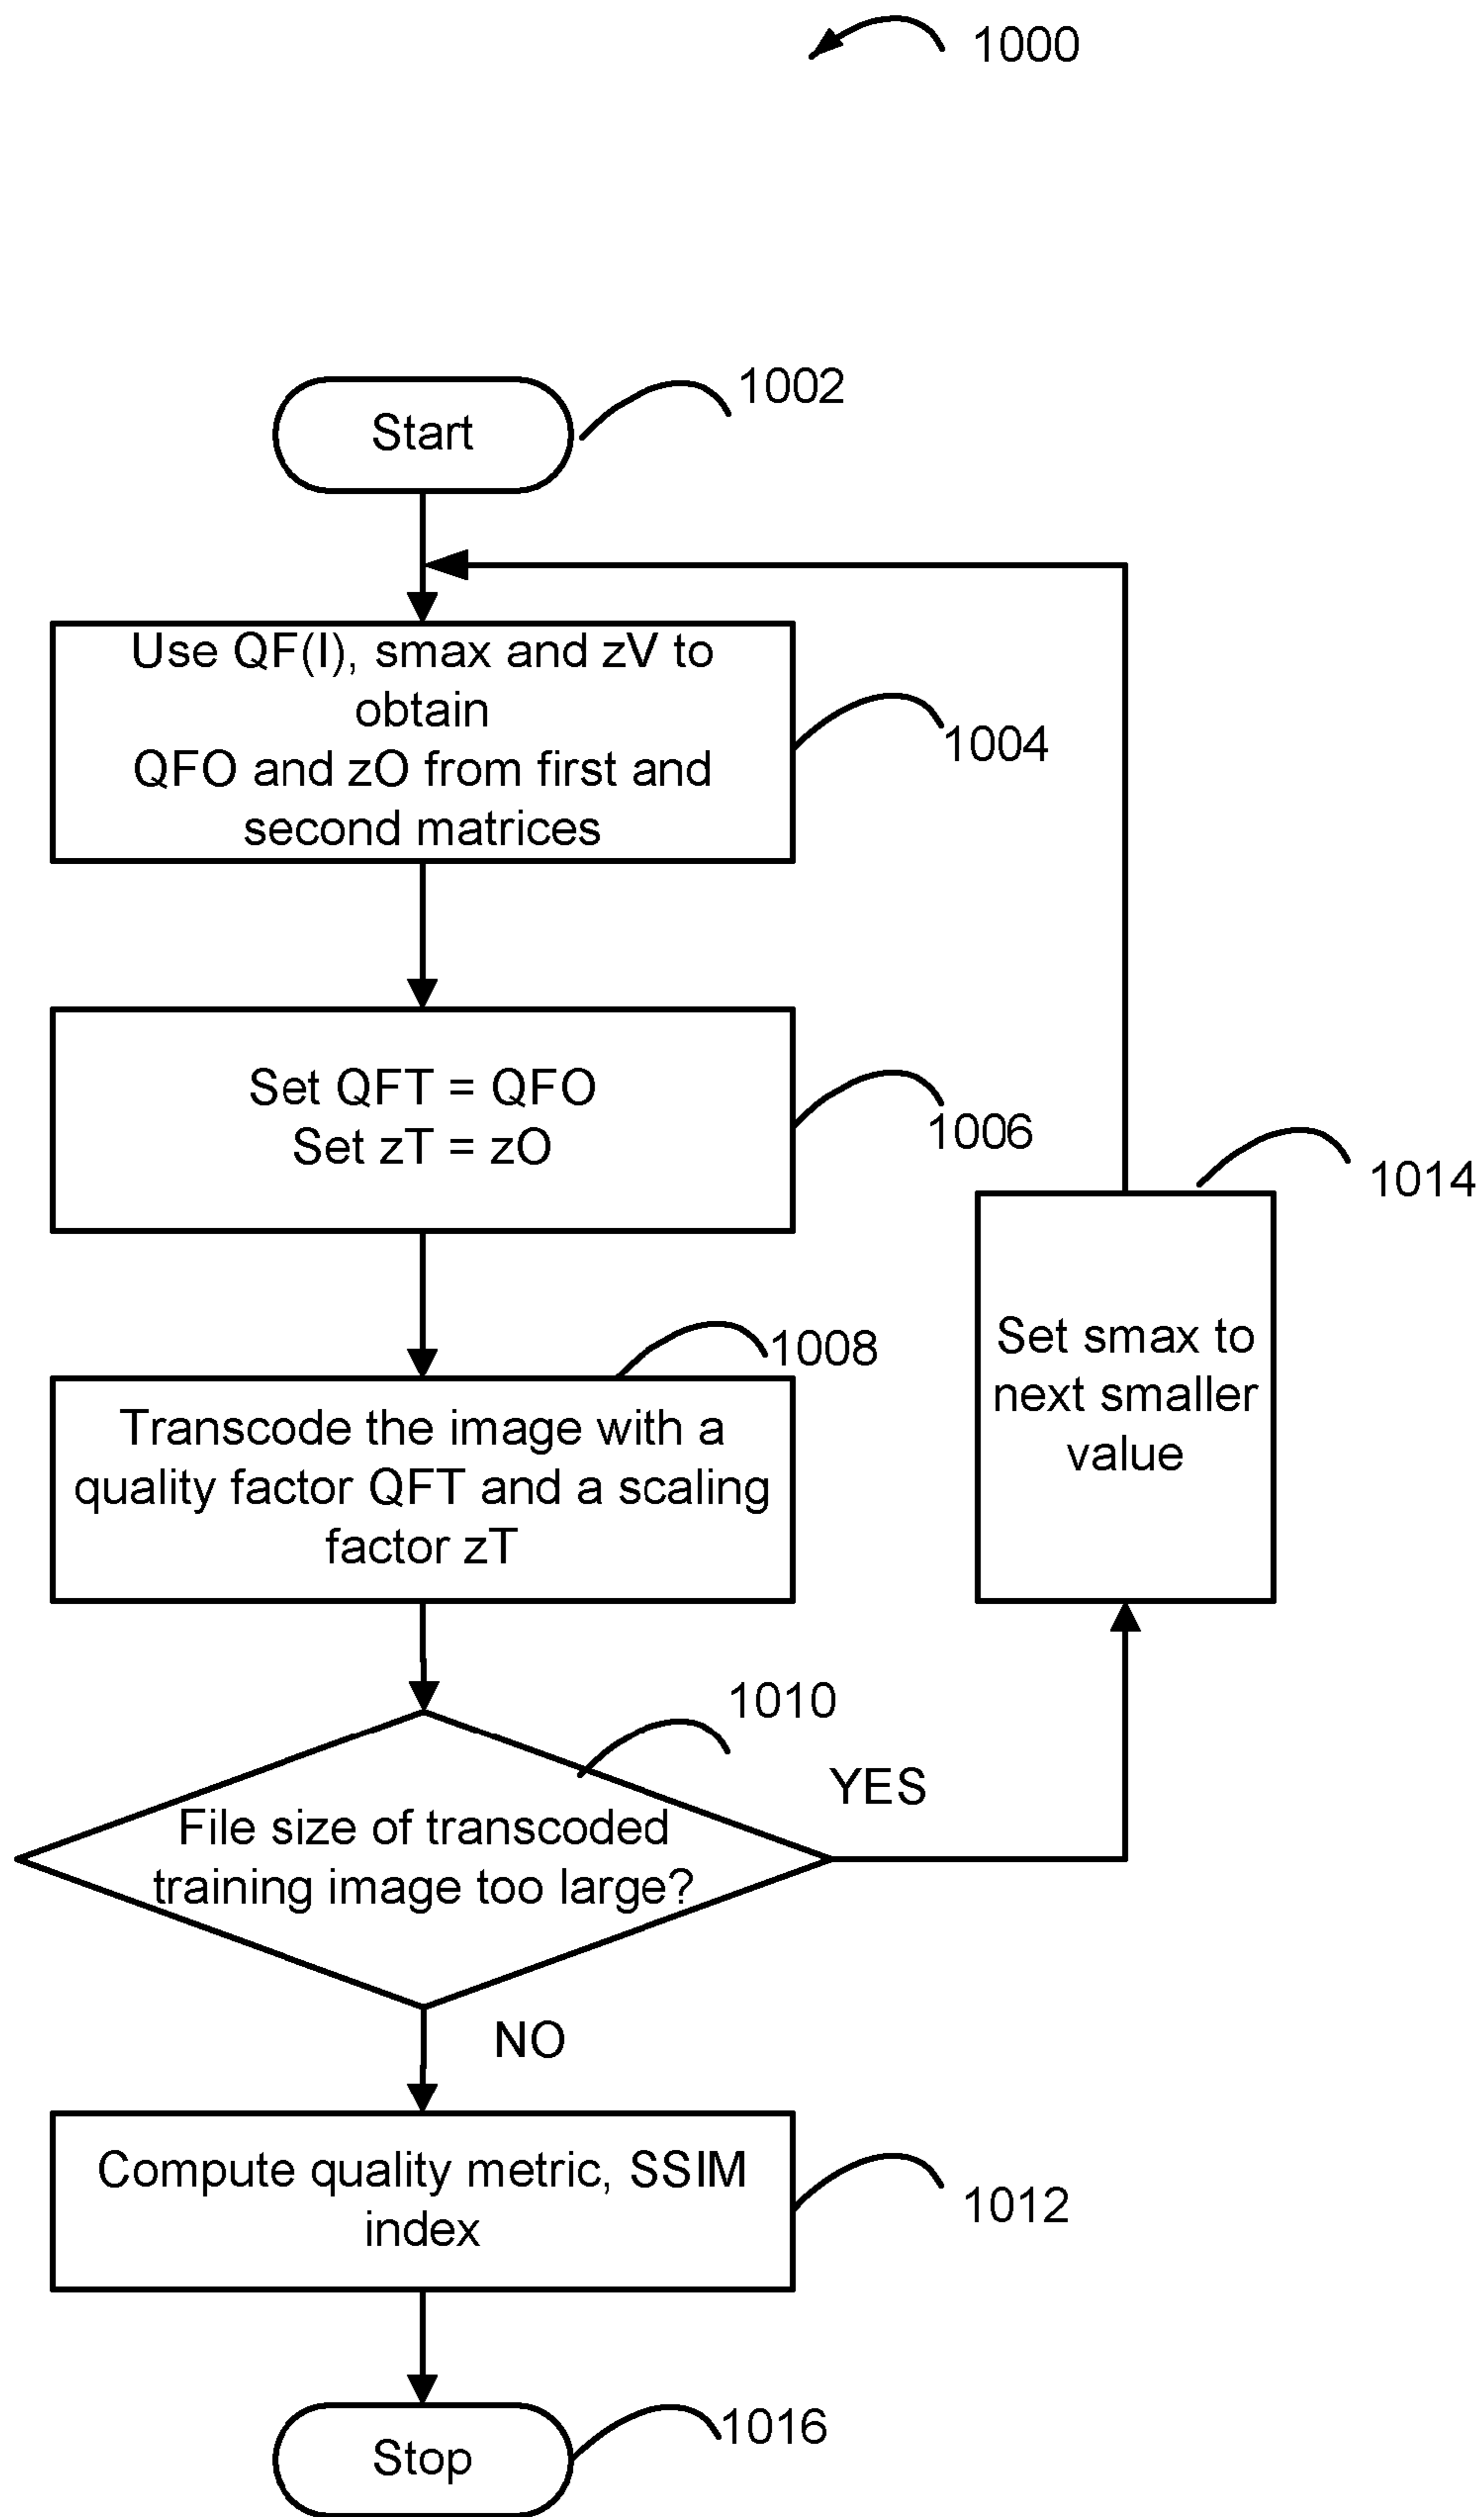 1000
Start
1002
Use QF(I), smax and zV to
obtain
QFO and zO from first and
second matrices
1004
Set QFT = QFO
Set zT = zO
1006
1014
Set smax to
next smaller
value
1008
Transcode the image with a
quality factor QFT and a scaling
factor zT
1010
YES
File size of transcoded
training image too large?
NO
Compute quality metric, SSIM
index
1012
Stop
1016